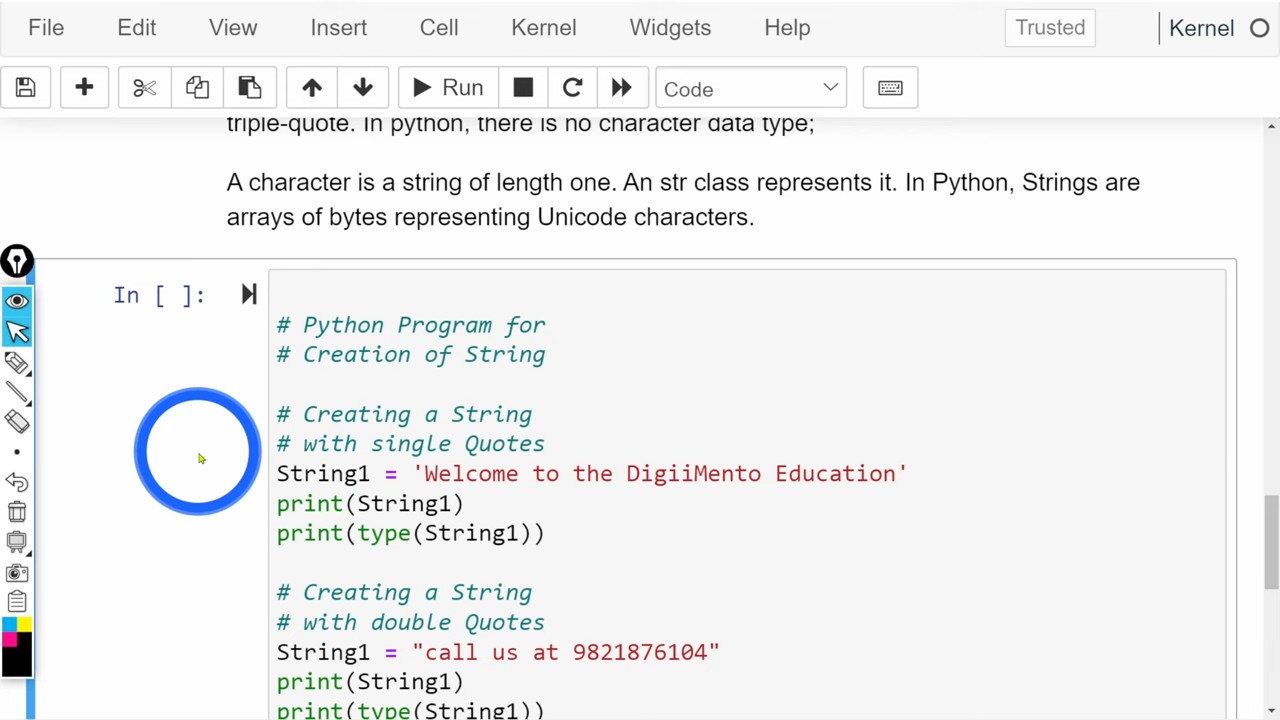 File Edit View Insert Cell Kernel Widgets Help Trusted Kernel
Run Code
triple-quote. In python, there is no character data type;
A character is a string of length one. An str class represents it. In Python, Strings are
arrays of bytes representing Unicode characters.
In [ ]:
# Python Program for
# Creation of String
# Creating a String
# with single Quotes
String1 = 'Welcome to the DigiiMento Education'
print(String1)
print(type(String1))
# Creating a String
# with double Quotes
String1 = "call us at 9821876104"
print(String1)
print(type(String1))